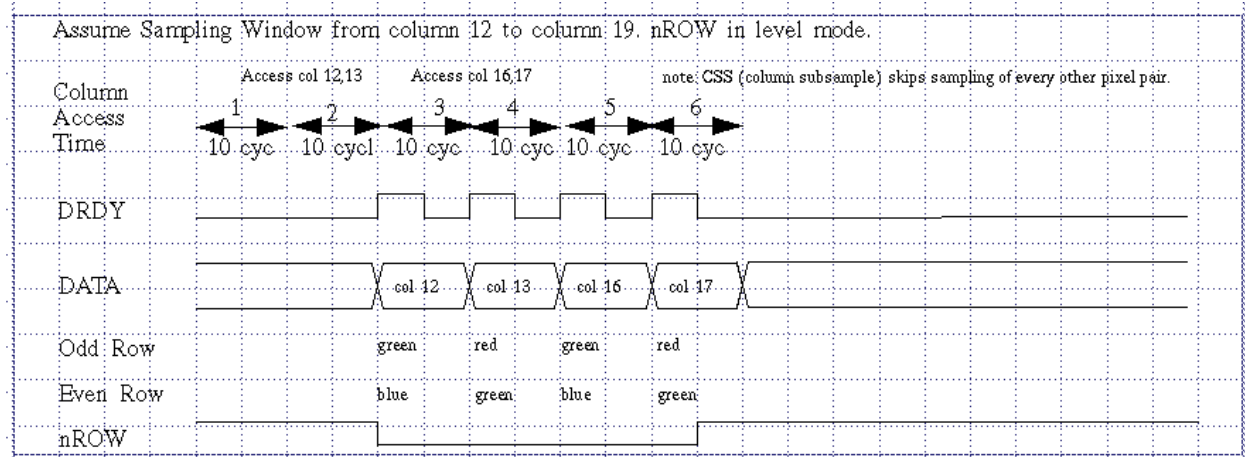 Assume Sampling Window from column 12 to column 19. nROW in level mode.
Access col 12,13 Access col 16,17 note: CSS (column subsample) skips sampling of every other pixel pair.
Column
Access
Time
1 2 3 4 5 6
10 cyc 10 cycl 10 cyc 10 cyc 10 cyc 10 cyc
DRDY
DATA col 12 col 13 col 16 col 17
Odd Row green red green red
Even Row blue green blue green
nROW